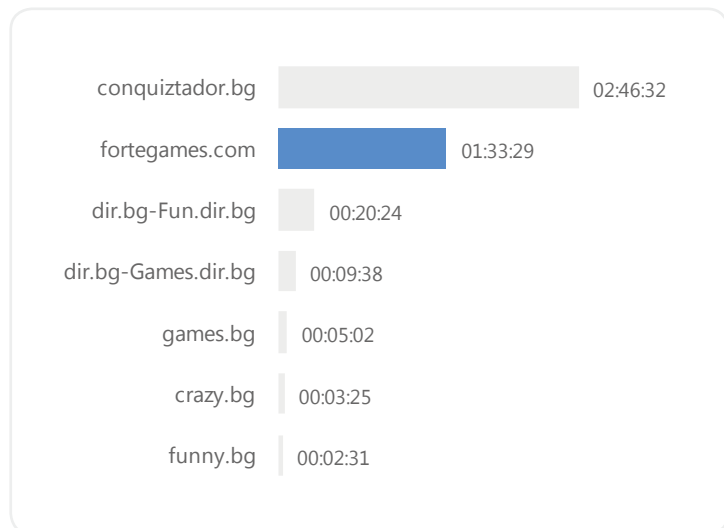 conquiztador.bg 02:46:32
fortegames.com 01:33:29
dir.bg-Fun.dir.bg 00:20:24
dir.bg-Games.dir.bg 00:09:38
games.bg 00:05:02
crazy.bg 00:03:25
funny.bg 00:02:31